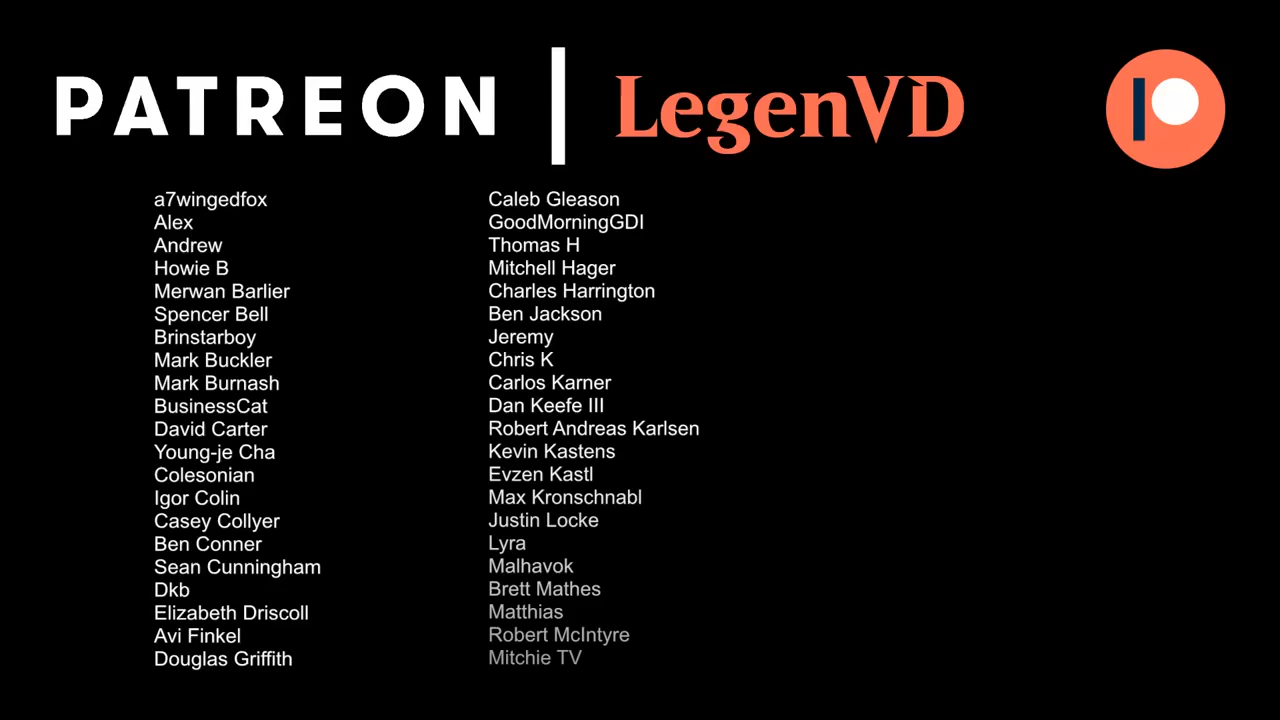 PATREON | LegenVD
a7wingedfox
Alex
Andrew
Howie B
Merwan Barlier
Spencer Bell
Brinstarboy
Mark Buckler
Mark Burnash
BusinessCat
David Carter
Young-je Cha
Colesonian
Igor Colin
Casey Collyer
Ben Conner
Sean Cunningham
Dkb
Elizabeth Driscoll
Avi Finkel
Douglas Griffith
Caleb Gleason
GoodMorningGDI
Thomas H
Mitchell Hager
Charles Harrington
Ben Jackson
Jeremy
Chris K
Carlos Karner
Dan Keefe III
Robert Andreas Karlsen
Kevin Kastens
Evzen Kastl
Max Kronschnabl
Justin Locke
Lyra
Malhavok
Brett Mathes
Matthias
Robert McIntyre
Mitchie TV